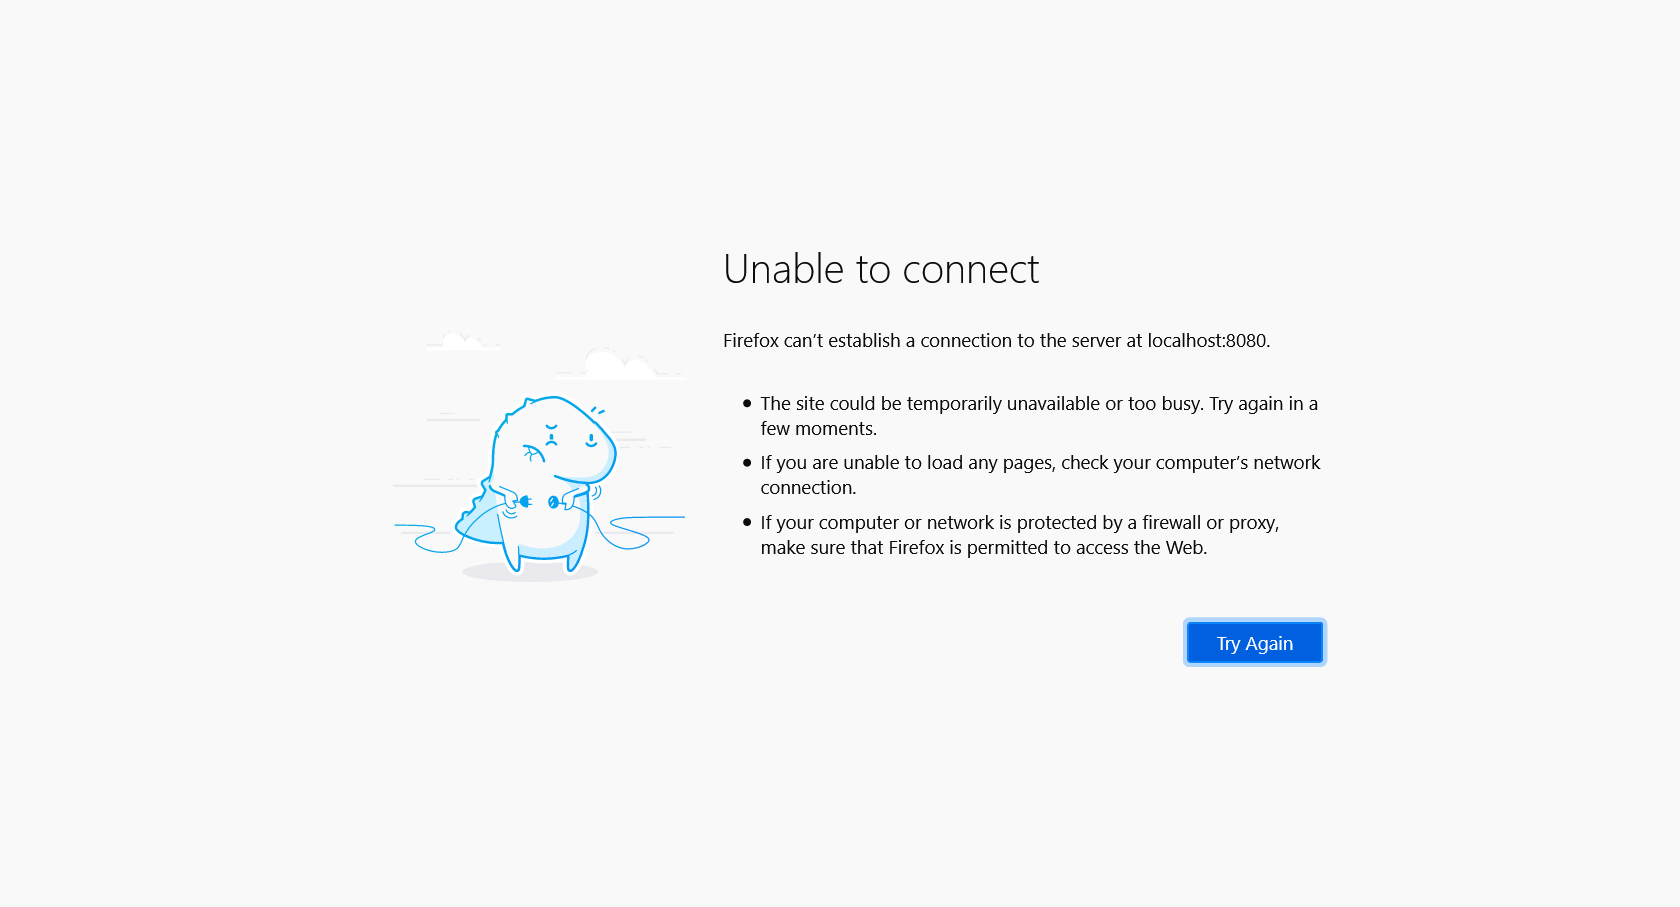 Unable to connect
Firefox can’t establish a connection to the server at localhost:8080.
The site could be temporarily unavailable or too busy. Try again in a
few moments.
If you are unable to load any pages, check your computer’s network
connection.
If your computer or network is protected by a firewall or proxy,
make sure that Firefox is permitted to access the Web.
Try Again